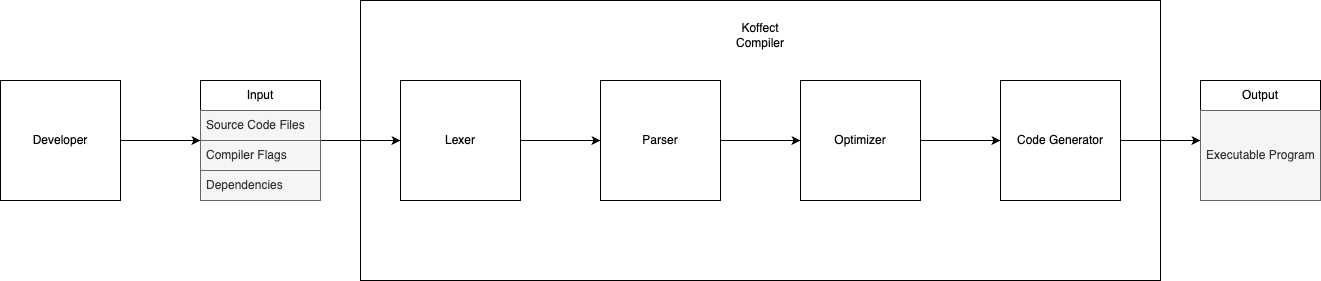 Koffect
Compiler
Developer
Input
Source Code Files
Compiler Flags
Dependencies
Lexer
Parser
Optimizer
Code Generator
Output
Executable Program